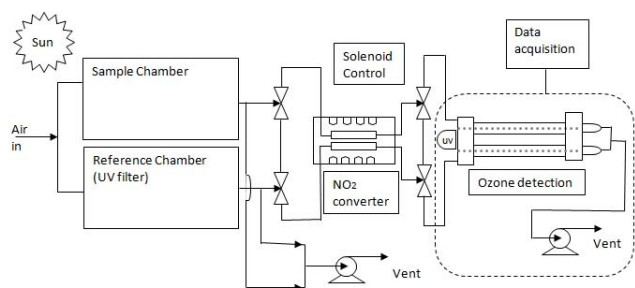 Sun
Data
acquisition
Solenoid
Control
Sample Chamber
Air
in
Reference Chamber
(UV filter)
UV
NO2
converter
Ozone detection
Vent
Vent